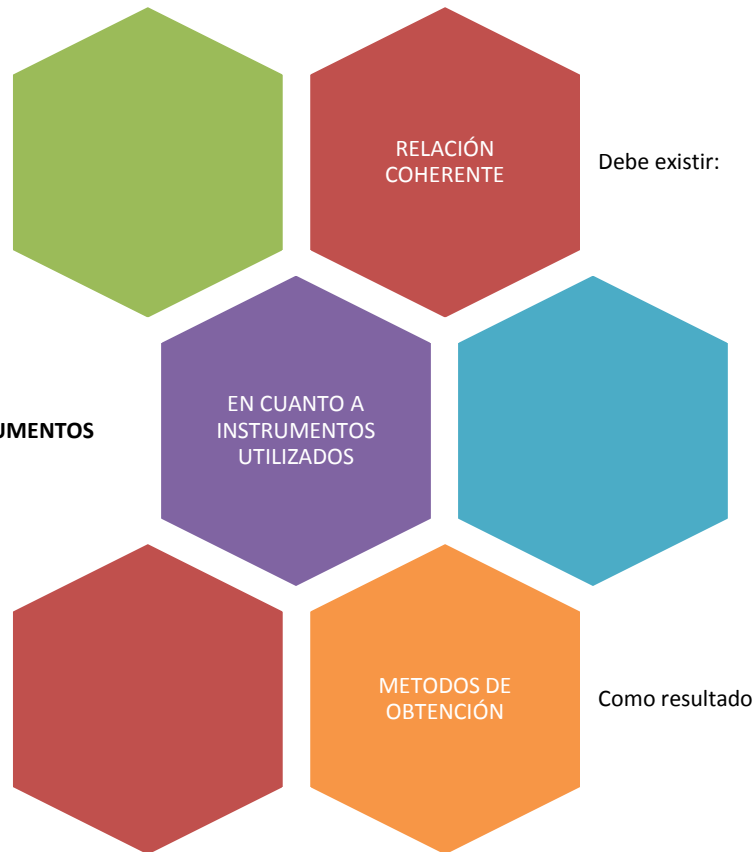 RELACIÓN
COHERENTE
Debe existir:
UMENTOS
EN CUANTO A
INSTRUMENTOS
UTILIZADOS
METODOS DE
OBTENCIÓN
Como resultado